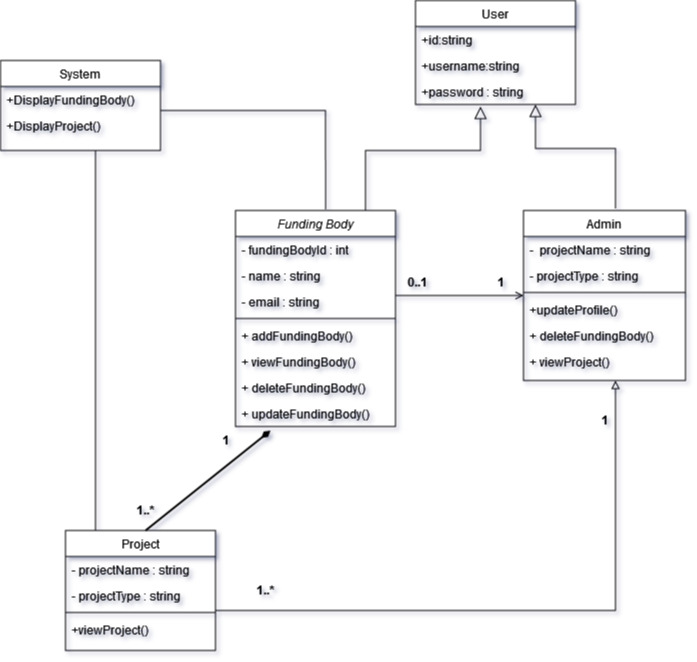 User
+id:string
+username:string
+password : string
System
+DisplayFundingBody()
+DisplayProject()
Funding Body
- fundingBodyId : int
- name : string
- email : string
+ addFundingBody()
+ viewFundingBody()
+ deleteFundingBody()
+ updateFundingBody()
0..1
1
Admin
- projectName : string
- projectType : string
+updateProfile()
+ deleteFundingBody()
+ viewProject()
1
1
1..*
Project
- projectName : string
- projectType : string
+viewProject()
1..*